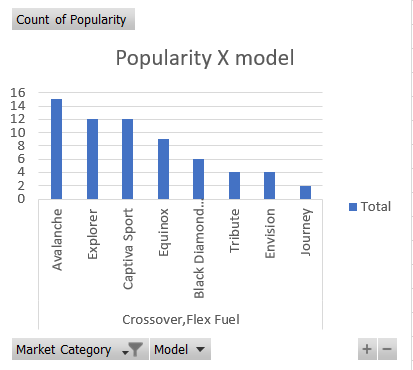 Count of Popularity
Popularity X model
16
14
12
10
8
6
4
2
0
Avalanche
Explorer
Captiva Sport
Equinox
Black Diamond...
Tribute
Envision
Journey
Crossover,Flex Fuel
Total
Market Category
Model